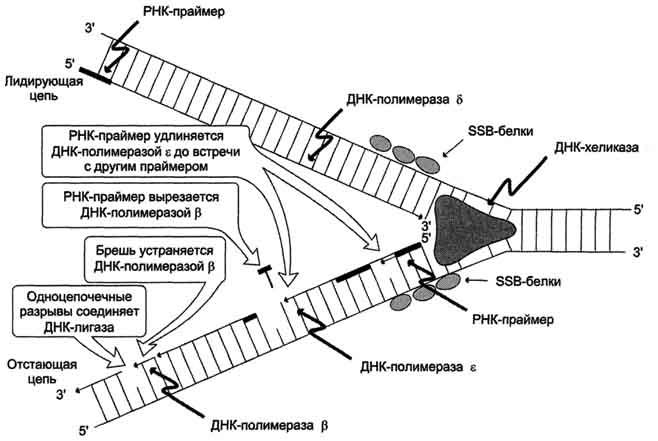 РНК-праймер
3'
5'
Лидирующая
цепь
ДНК-полимераза δ
SSB-белки
ДНК-хеликаза
РНК-праймер удлиняется
ДНК-полимеразой ε до встречи
с другим праймером
РНК-праймер вырезается
ДНК-полимеразой β
3'
5'
5'
3'
Брешь устраняется
ДНК-полимеразой β
SSB-белки
Одноцепочечные
разрывы соединяет
ДНК-лигаза
РНК-праймер
Отстающая
цепь
ДНК-полимераза ε
3'
5'
ДНК-полимераза β